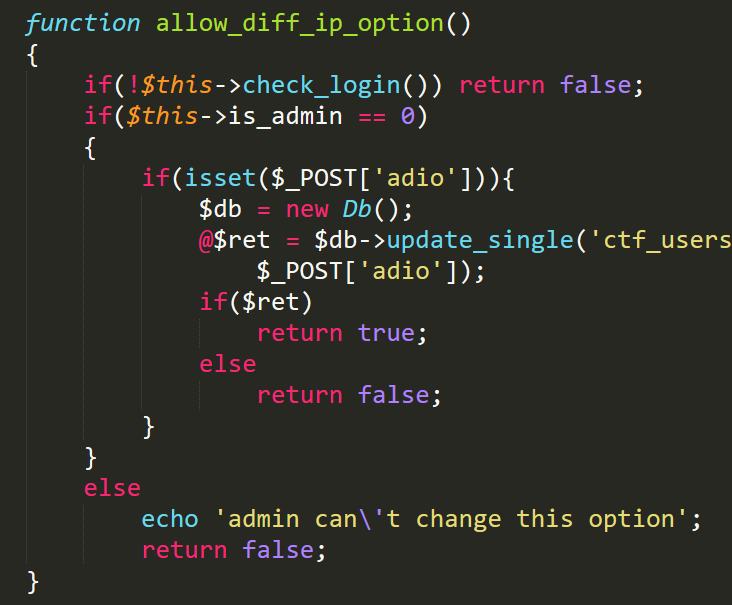 function allow_diff_ip_option()
{
    if(!$this->check_login()) return false;
    if($this->is_admin == 0)
    {
        if(isset($_POST['adio'])){
            $db = new Db();
            @$ret = $db->update_single('ctf_users
                $_POST['adio']);
            if($ret)
                return true;
            else
                return false;
        }
    }
    else
        echo 'admin can\'t change this option';
        return false;
}